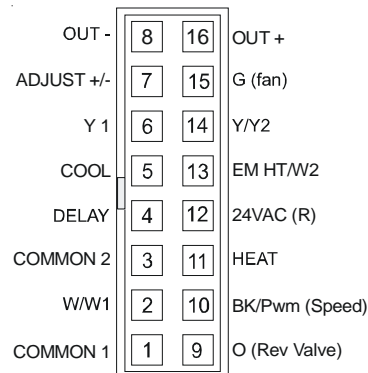 OUT - 8 16 OUT +
ADJUST +/- 7 15 G (fan)
Y 1 6 14 Y/Y2
COOL 5 13 EM HT/W2
DELAY 4 12 24VAC (R)
COMMON 2 3 11 HEAT
W/W1 2 10 BK/Pwm (Speed)
COMMON 1 1 9 O (Rev Valve)